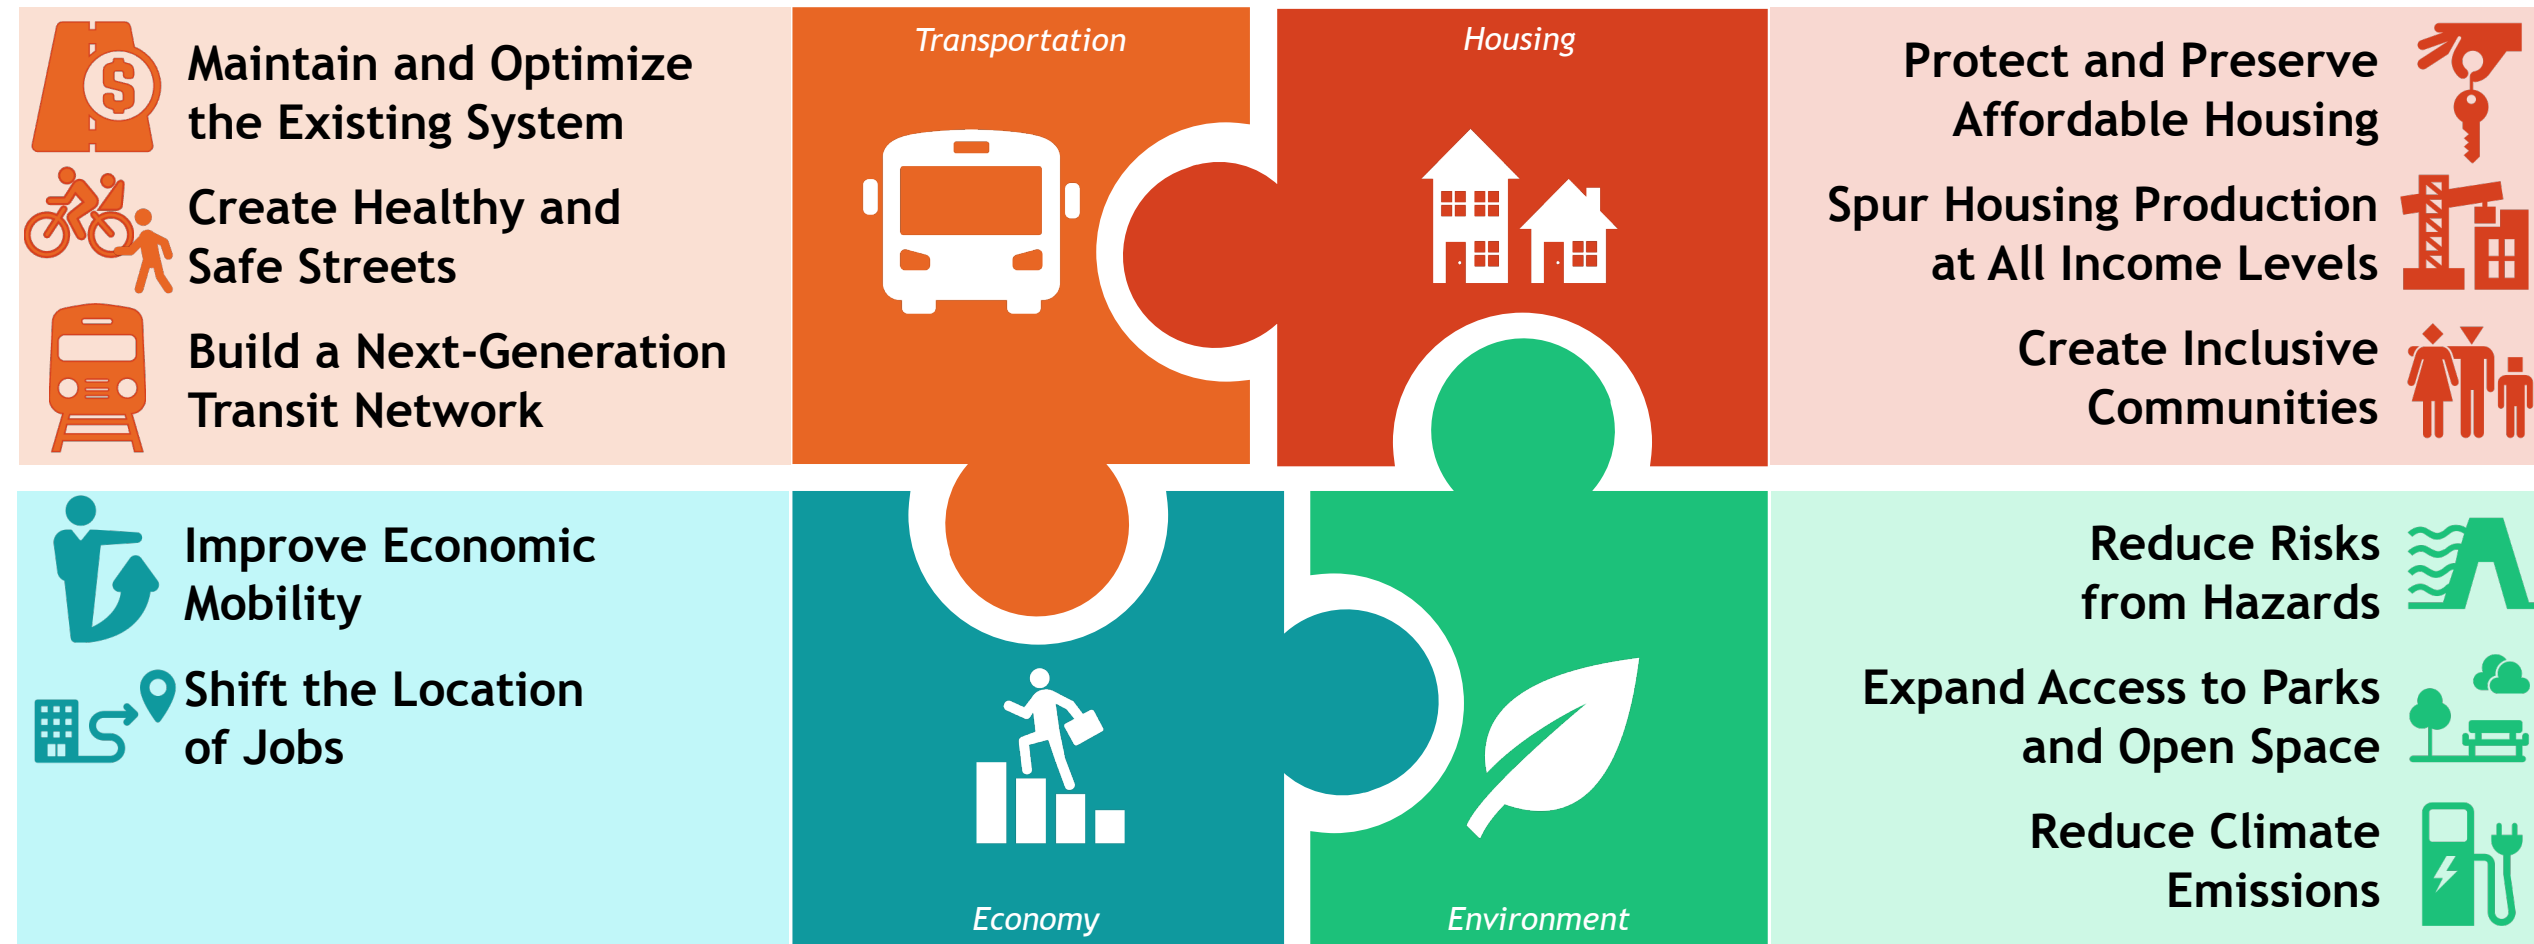 Transportation
Maintain and Optimize
the Existing System
Create Healthy and
Safe Streets
Build a Next-Generation
Transit Network
Housing
Protect and Preserve
Affordable Housing
Spur Housing Production
at All Income Levels
Create Inclusive
Communities
Improve Economic
Mobility
Shift the Location
of Jobs
Economy
Reduce Risks
from Hazards
Expand Access to Parks
and Open Space
Reduce Climate
Emissions
Environment
$